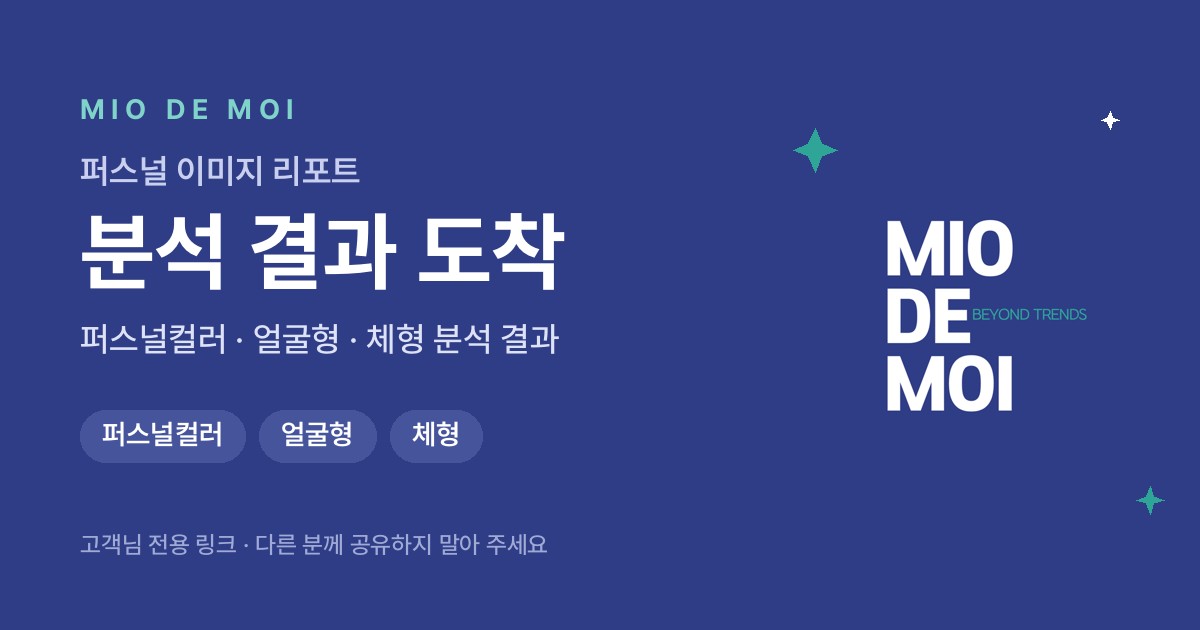 MIO DE MOI
퍼스널 이미지 리포트
분석 결과 도착
퍼스널컬러 · 얼굴형 · 체형 분석 결과
퍼스널컬러 얼굴형 체형
고객님 전용 링크 · 다른 분께 공유하지 말아 주세요
MIO
DE BEYOND TRENDS
MOI